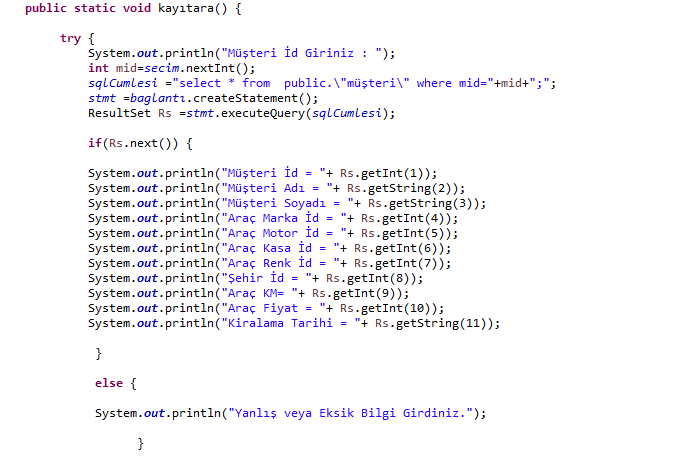 public static void kayıtara() {
try {
System.out.println("Müşteri İd Giriniz : ");
int mid=secim.nextInt();
sqlCumlesi ="select * from  public.\"müşteri\" where mid="+mid+";";
stmt =baglantı.createStatement();
ResultSet Rs =stmt.executeQuery(sqlCumlesi);
if(Rs.next()) {
System.out.println("Müşteri İd = "+ Rs.getInt(1));
System.out.println("Müşteri Adı = "+ Rs.getString(2));
System.out.println("Müşteri Soyadı = "+ Rs.getString(3));
System.out.println("Araç Marka İd = "+ Rs.getInt(4));
System.out.println("Araç Motor İd = "+ Rs.getInt(5));
System.out.println("Araç Kasa İd = "+ Rs.getInt(6));
System.out.println("Araç Renk İd = "+ Rs.getInt(7));
System.out.println("Şehir İd = "+ Rs.getInt(8));
System.out.println("Araç KM= "+ Rs.getInt(9));
System.out.println("Araç Fiyat = "+ Rs.getInt(10));
System.out.println("Kiralama Tarihi = "+ Rs.getString(11));
}
else {
System.out.println("Yanlış veya Eksik Bilgi Girdiniz.");
}